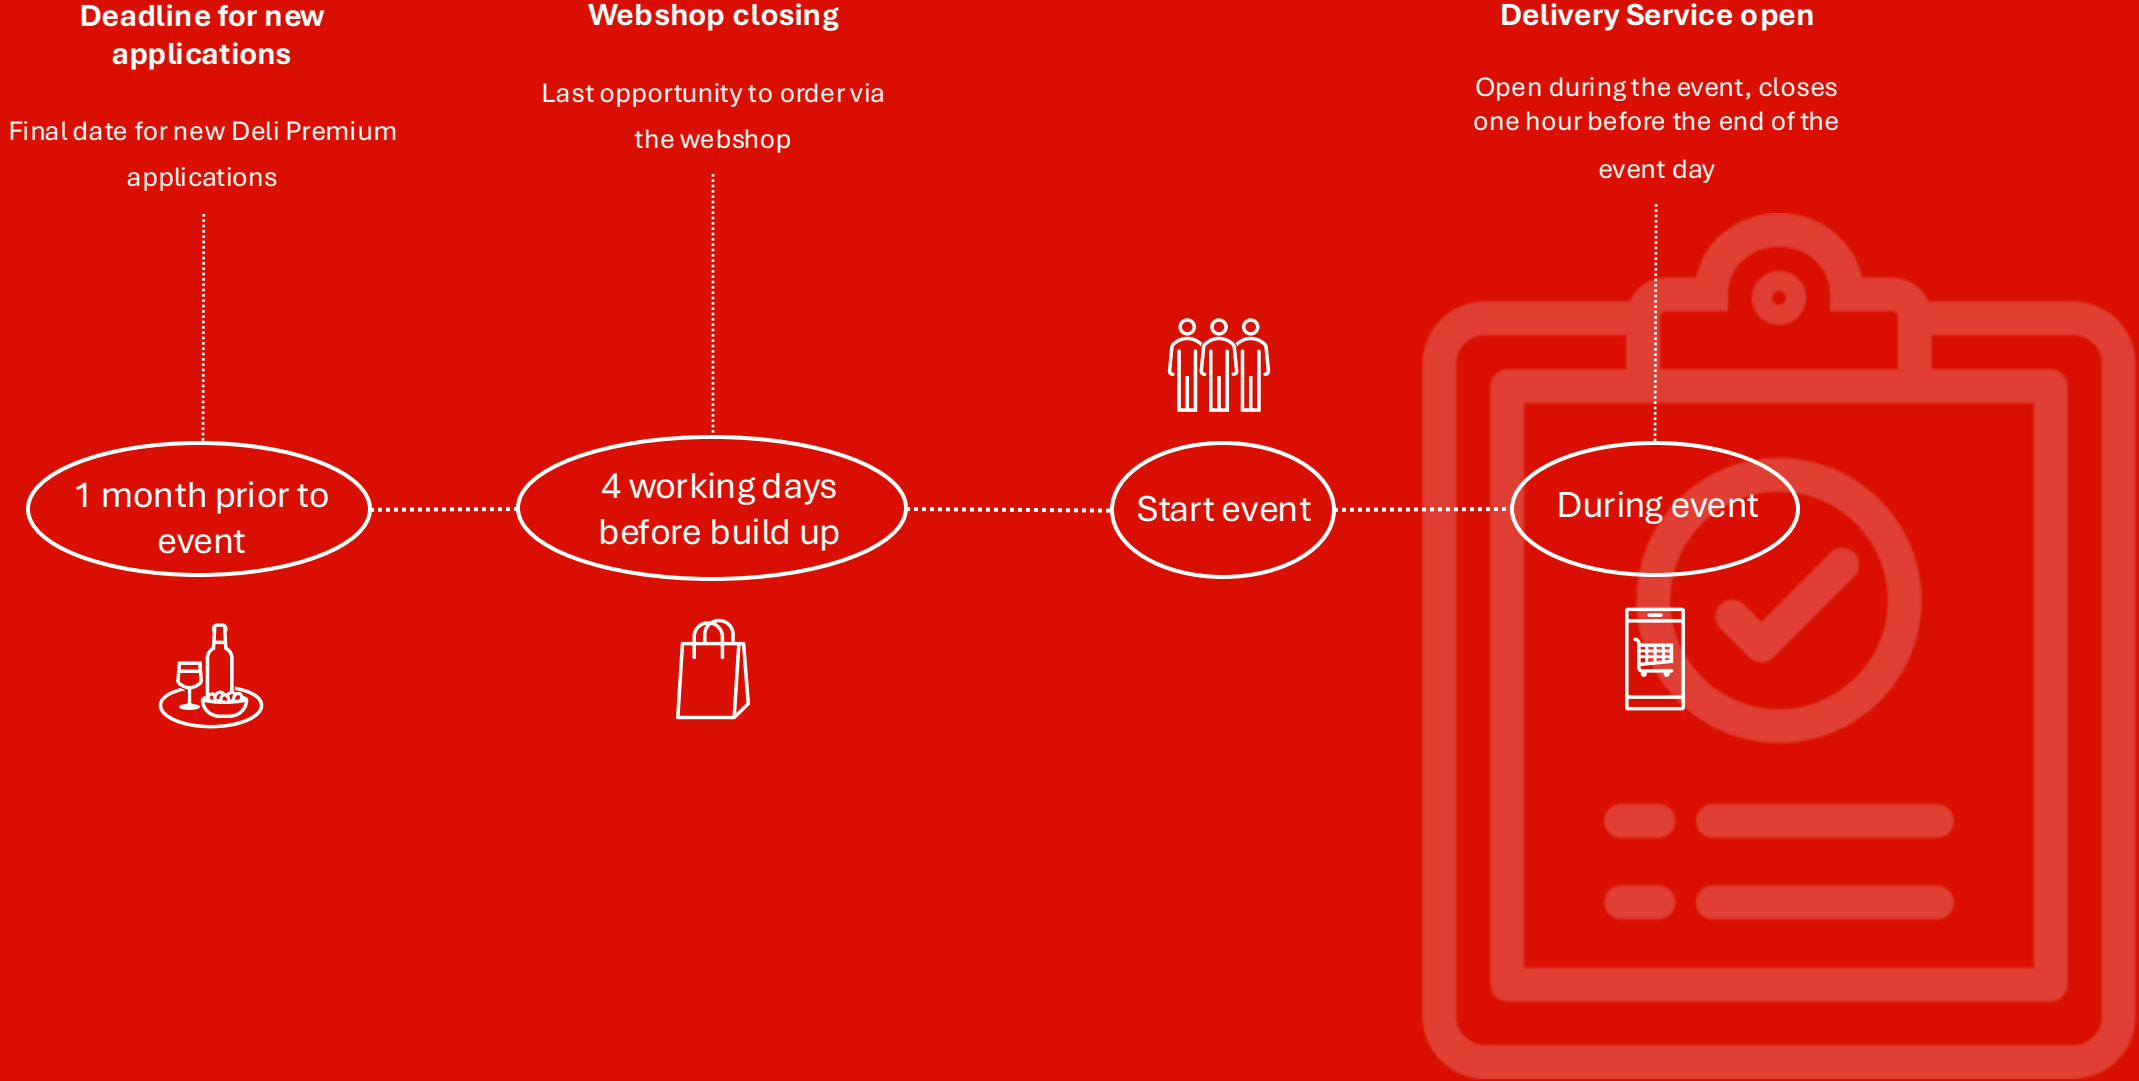 Deadline for new
applications
Final date for new Deli Premium
applications
1 month prior to
event
Webshop closing
Last opportunity to order via
the webshop
4 working days
before build up
Start event
Delivery Service open
Open during the event, closes
one hour before the end of the
event day
During event